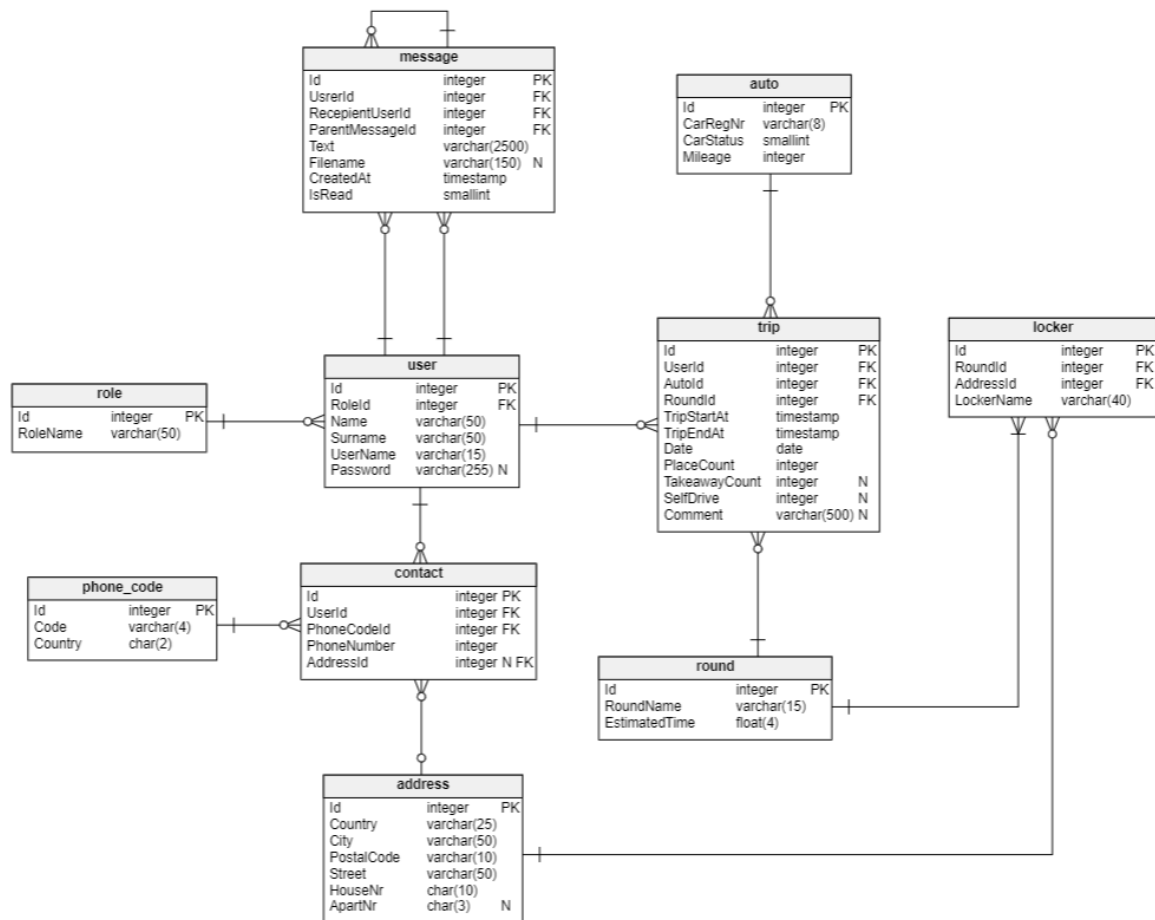 message
Id integer PK
UsrerId integer FK
RecepientUserId integer FK
ParentMessageId integer FK
Text varchar(2500)
Filename varchar(150) N
CreatedAt timestamp
IsRead smallint
auto
Id integer PK
CarRegNr varchar(8)
CarStatus smallint
Mileage integer
role
Id integer PK
RoleName varchar(50)
user
Id integer PK
RoleId integer FK
Name varchar(50)
Surname varchar(50)
UserName varchar(15)
Password varchar(255) N
trip
Id integer PK
UserId integer FK
AutoId integer FK
RoundId integer FK
TripStartAt timestamp
TripEndAt timestamp
Date date
PlaceCount integer
TakeawayCount integer N
SelfDrive integer N
Comment varchar(500) N
locker
Id integer PK
RoundId integer FK
AddressId integer FK
LockerName varchar(40)
phone_code
Id integer PK
Code varchar(4)
Country char(2)
contact
Id integer PK
UserId integer FK
PhoneCodeId integer FK
PhoneNumber integer
AddressId integer N FK
round
Id integer PK
RoundName varchar(15)
EstimatedTime float(4)
address
Id integer PK
Country varchar(25)
City varchar(50)
PostalCode varchar(10)
Street varchar(50)
HouseNr char(10)
ApartNr char(3) N